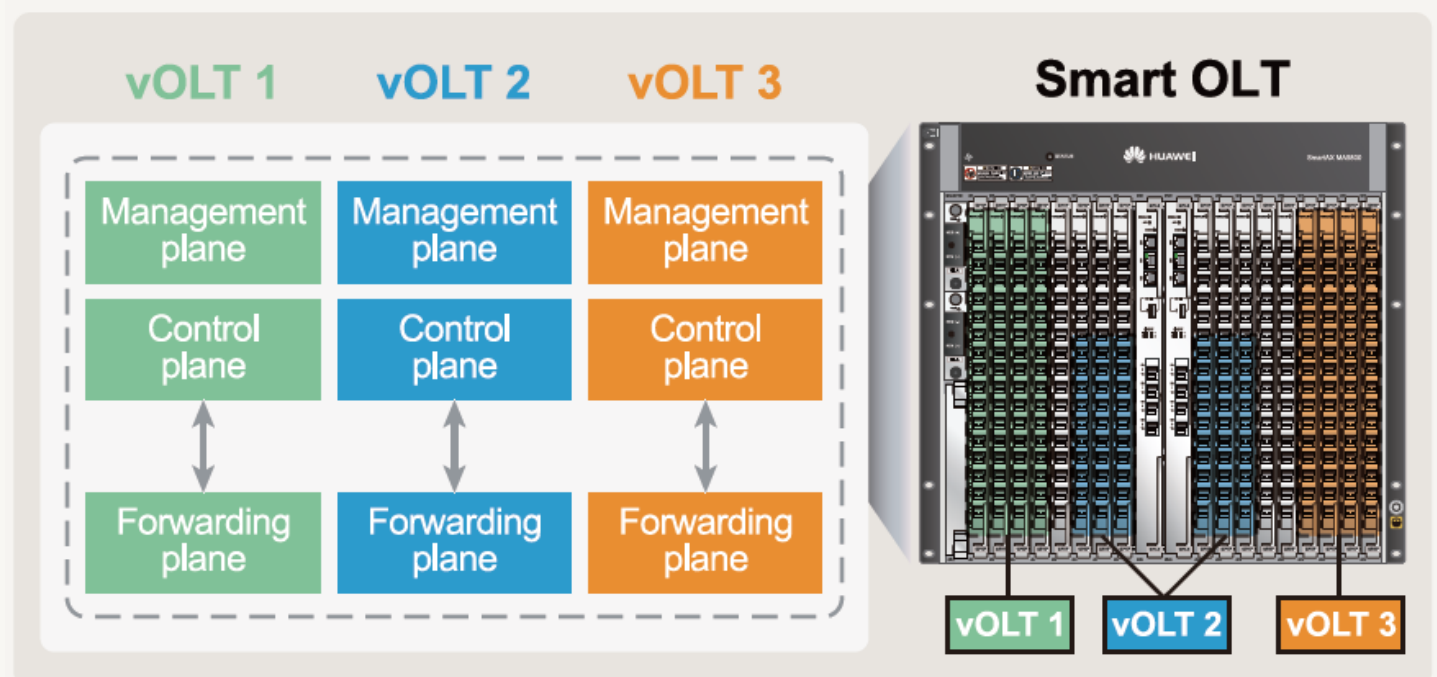 vOLT 1 vOLT 2 vOLT 3 Smart OLT
HUAWEI
Management
plane
Management
plane
Management
plane
Control
plane
Control
plane
Control
plane
Forwarding
plane
Forwarding
plane
Forwarding
plane
vOLT 1
vOLT 2
vOLT 3